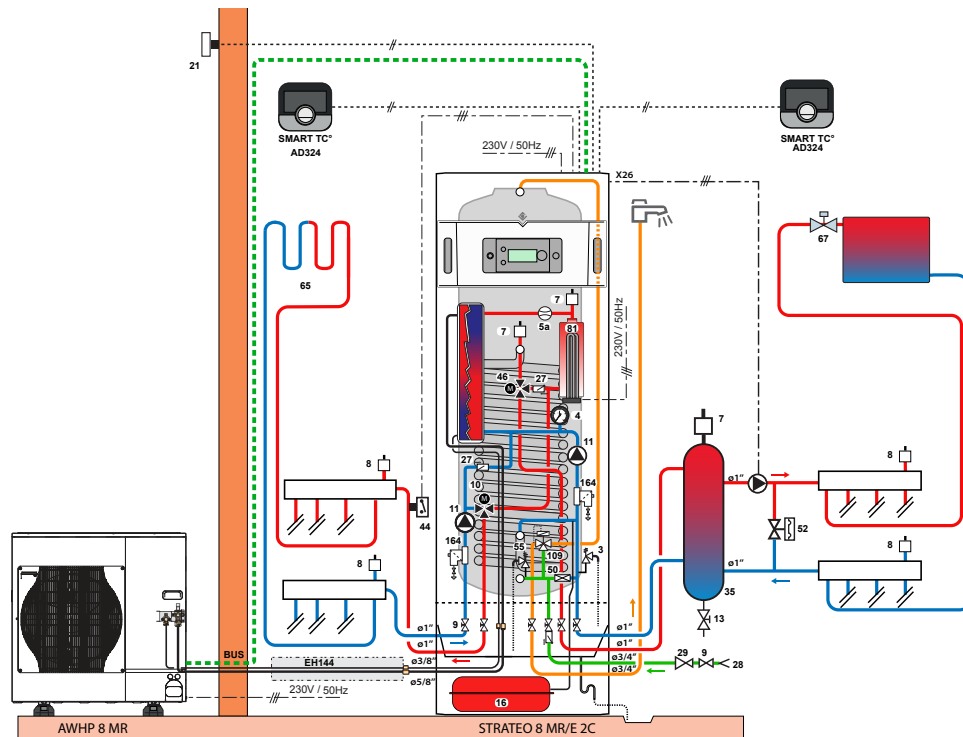 21
SMART TC°
AD324
230V / 50Hz
X26
SMART TC°
AD324
67
65
7
5a
81
7
230V / 50Hz
46
27
M
4
7
11
27
8
10
M
164
ø1"
8
44
11
52
164
55
109
3
8
8
50
ø1"
35
9
ø1"
ø1"
13
ø1"
ø1"
BUS
EH144
ø3/8"
ø5/8"
ø3/4"
ø3/4"
29
9
28
230V / 50Hz
16
AWHP 8 MR
STRATEO 8 MR/E 2C